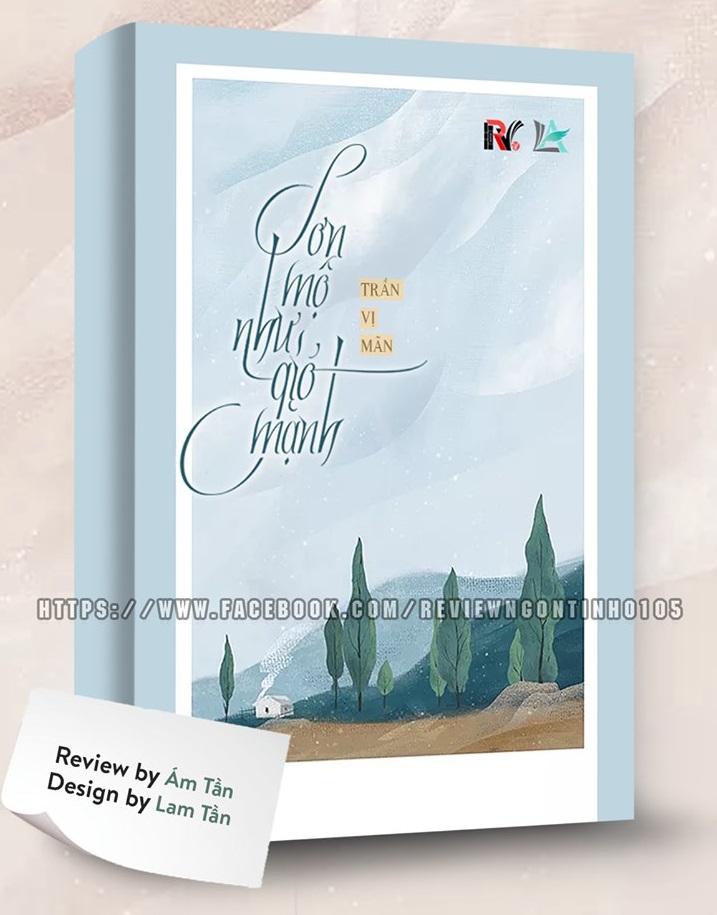 Sơn
mộ
như
gió
mạnh
TRẦN
VỊ
MÃN
HTTPS://WWW.FACEBOOK.COM/REVIEWNGONTINH0105
Review by Ám Tần
Design by Lam Tần